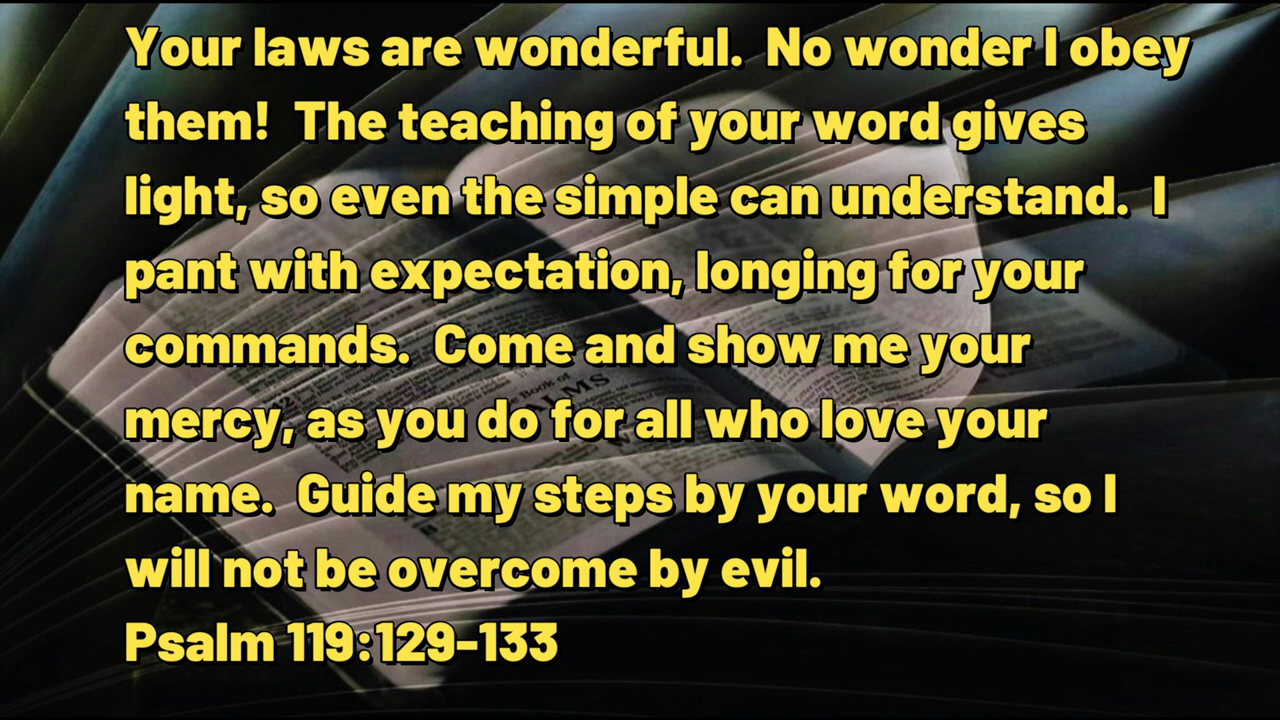 Your laws are wonderful.  No wonder I obey
them!  The teaching of your word gives
light, so even the simple can understand.  I
pant with expectation, longing for your
commands.  Come and show me your
mercy, as you do for all who love your
name.  Guide my steps by your word, so I
will not be overcome by evil.
Psalm 119:129-133